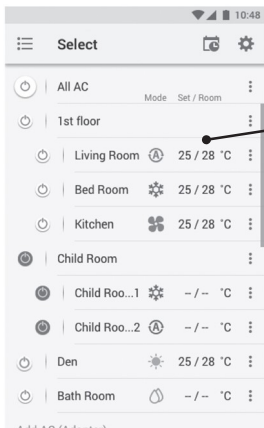 10:48
Select
All AC
Mode Set / Room
1st floor
Living Room A 25 / 28 °C
Bed Room 25 / 28 °C
Kitchen 25 / 28 °C
Child Room
Child Roo...1 -- / -- °C
Child Roo...2 A -- / -- °C
Den 25 / 28 °C
Bath Room -- / -- °C